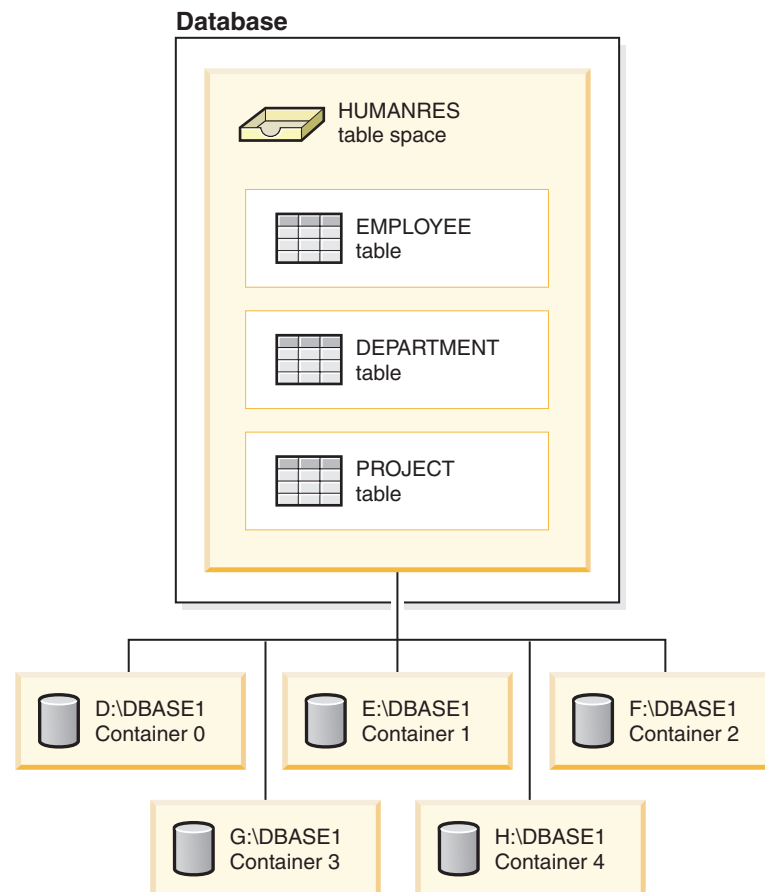 Database
HUMANRES
table space
EMPLOYEE
table
DEPARTMENT
table
PROJECT
table
D:\DBASE1
Container 0
E:\DBASE1
Container 1
F:\DBASE1
Container 2
G:\DBASE1
Container 3
H:\DBASE1
Container 4